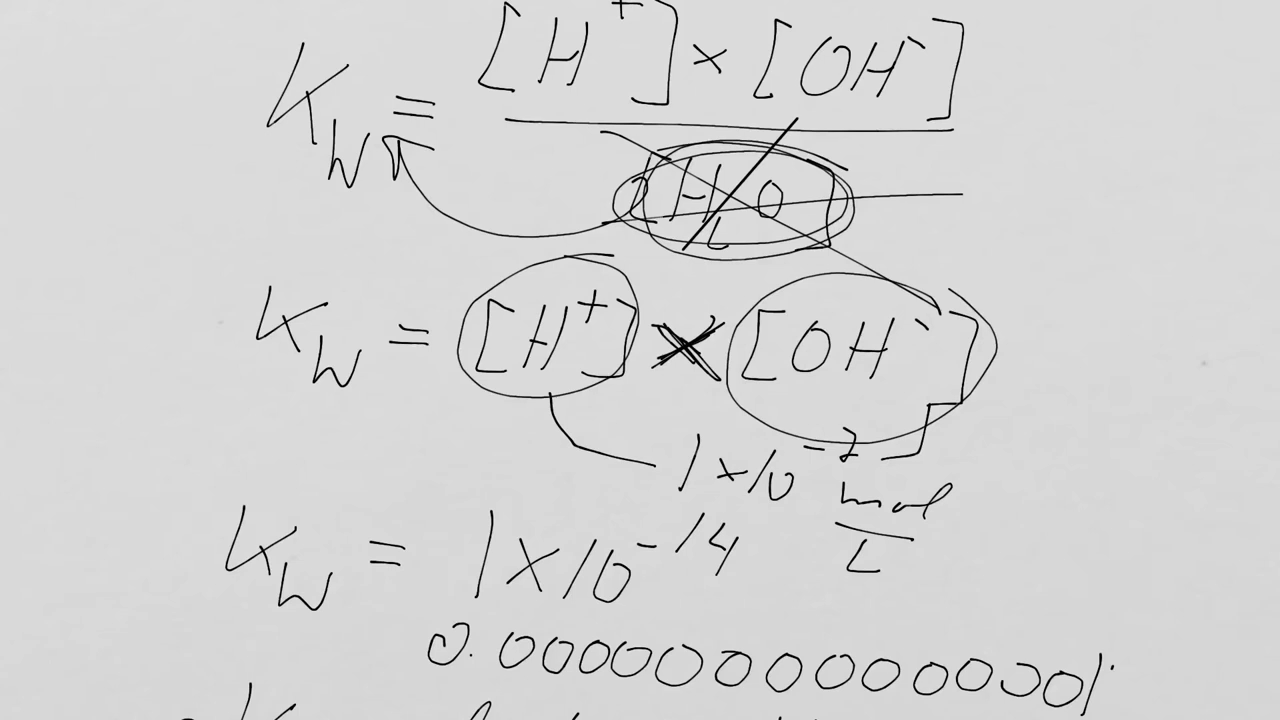 Kw = [H⁺] × [OH⁻]
[H₂O]
Kw = [H⁺] × [OH⁻]
1 × 10⁻⁷ mol
L
Kw = 1 × 10⁻¹⁴
0.00000000000001